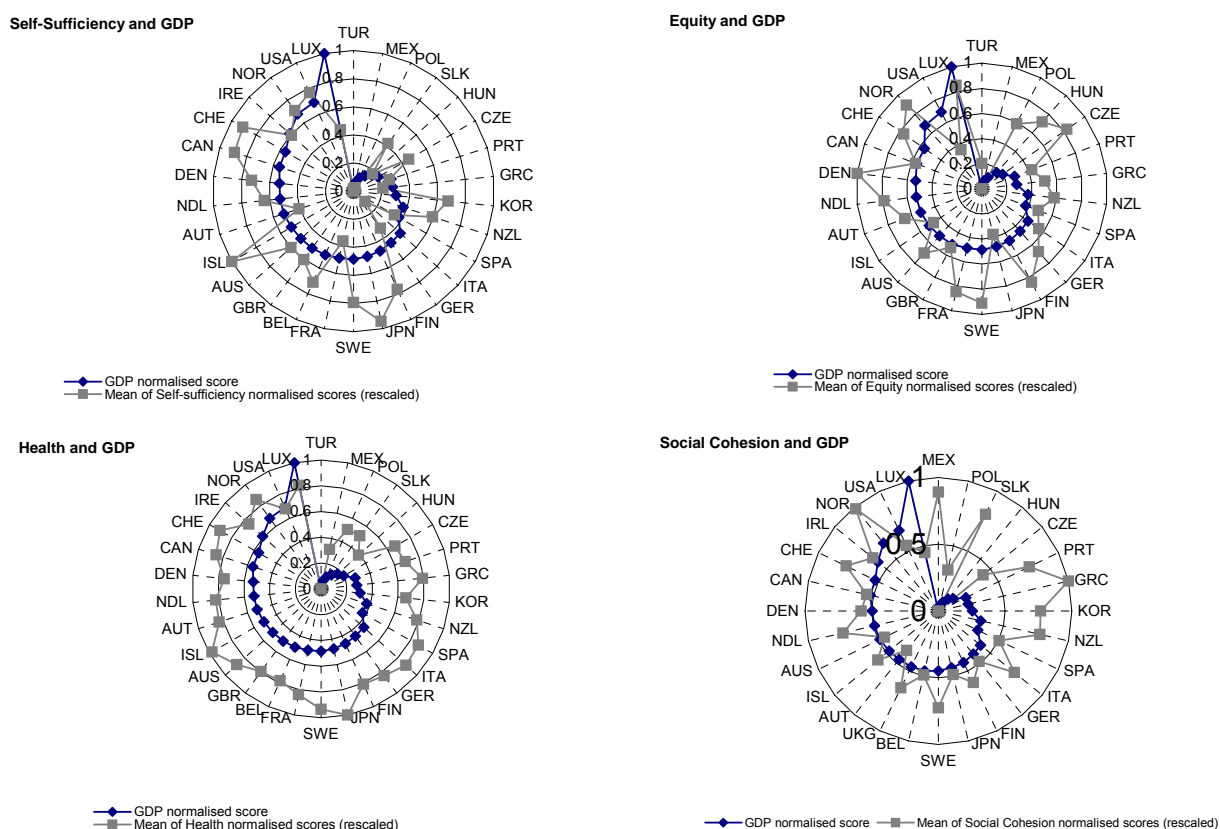 Self-Sufficiency and GDP
TUR
MEX
POL
SLK
HUN
CZE
PRT
GRC
KOR
NZL
SPA
ITA
GER
FIN
JPN
SWE
FRA
BEL
GBR
AUS
ISL
AUT
NDL
DEN
CAN
CHE
IRE
NOR
USA
LUX
1
0.8
0.6
0.4
0.2
0
GDP normalised score
Mean of Self-sufficiency normalised scores (rescaled)
Equity and GDP
TUR
MEX
POL
HUN
CZE
PRT
GRC
NZL
SPA
ITA
GER
FIN
JPN
SWE
FRA
GBR
AUS
ISL
AUT
NDL
DEN
CAN
CHE
NOR
USA
LUX
1
0.8
0.6
0.4
0.2
0
GDP normalised score
Mean of Equity normalised scores (rescaled)
Health and GDP
TUR
MEX
POL
SLK
HUN
CZE
PRT
GRC
KOR
NZL
SPA
ITA
GER
FIN
JPN
SWE
FRA
BEL
GBR
AUS
ISL
AUT
NDL
DEN
CAN
CHE
IRE
NOR
USA
LUX
1
0.8
0.6
0.4
0.2
0
GDP normalised score
Mean of Health normalised scores (rescaled)
Social Cohesion and GDP
MEX
POL
SLK
HUN
CZE
PRT
GRC
KOR
NZL
SPA
ITA
GER
FIN
JPN
SWE
BEL
UKG
AUT
ISL
AUS
NDL
DEN
CAN
CHE
IRL
NOR
USA
LUX
1
0.5
0
GDP normalised score
Mean of Social Cohesion normalised scores (rescaled)